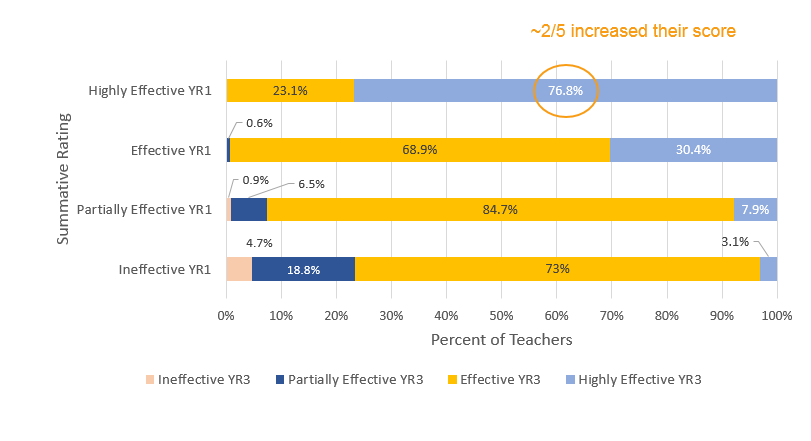 ~2/5 increased their score
Summative Rating
Highly Effective YR1
23.1%
76.8%
0.6%
Effective YR1
68.9%
30.4%
0.9%
6.5%
Partially Effective YR1
84.7%
7.9%
4.7%
3.1%
Ineffective YR1
18.8%
73%
0% 10% 20% 30% 40% 50% 60% 70% 80% 90% 100%
Percent of Teachers
Ineffective YR3 Partially Effective YR3 Effective YR3 Highly Effective YR3